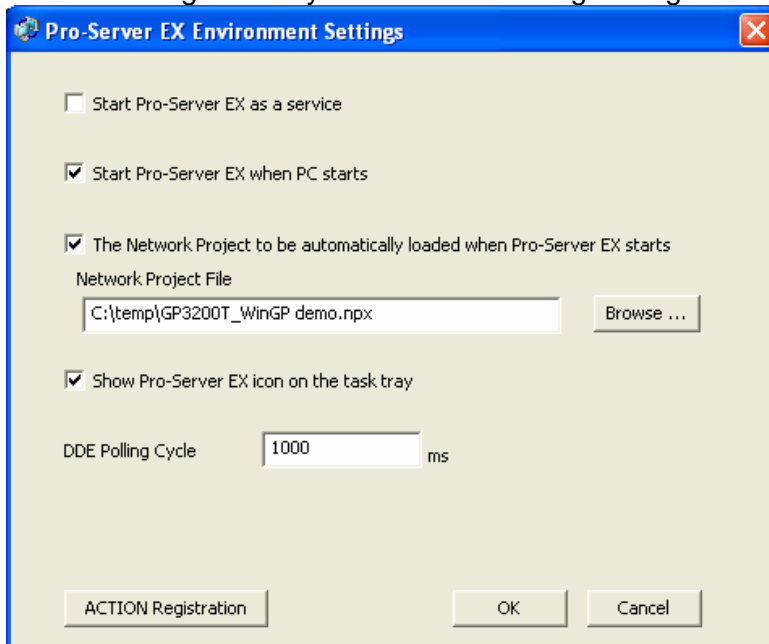 Pro-Server EX Environment Settings
Start Pro-Server EX as a service
Start Pro-Server EX when PC starts
The Network Project to be automatically loaded when Pro-Server EX starts
Network Project File
C:\temp\GP3200T_WinGP demo.npx
Browse ...
Show Pro-Server EX icon on the task tray
DDE Polling Cycle
1000
ms
ACTION Registration
OK
Cancel